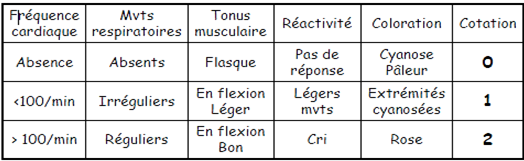 Fréquence cardiaque Mvts respiratoires Tonus musculaire Réactivité Coloration Cotation
Absence Absents Flasque Pas de réponse Cyanose Pâleur 0
<100/min Irréguliers En flexion Léger Légers mvts Extrémités cyanosées 1
> 100/min Réguliers En flexion Bon Cri Rose 2